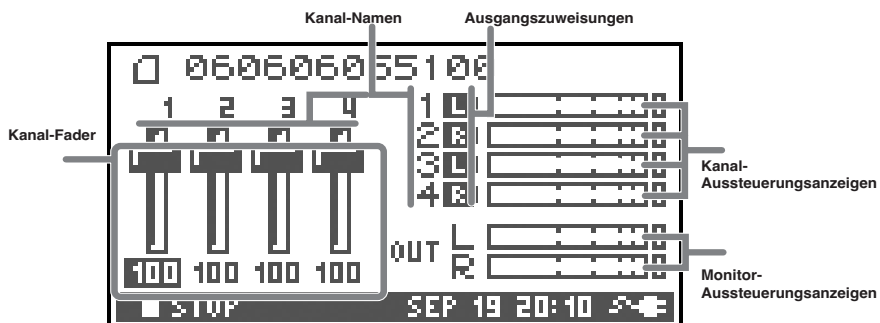 Kanal-Namen
Ausgangszuweisungen
060606055100
1 2 3 4
Kanal-Fader
1 L
2 R
3 L
4 R
Kanal-
Aussteuerungsanzeigen
OUT L
R
100 100 100 100
Monitor-
Aussteuerungsanzeigen
STOP SEP 19 20:10